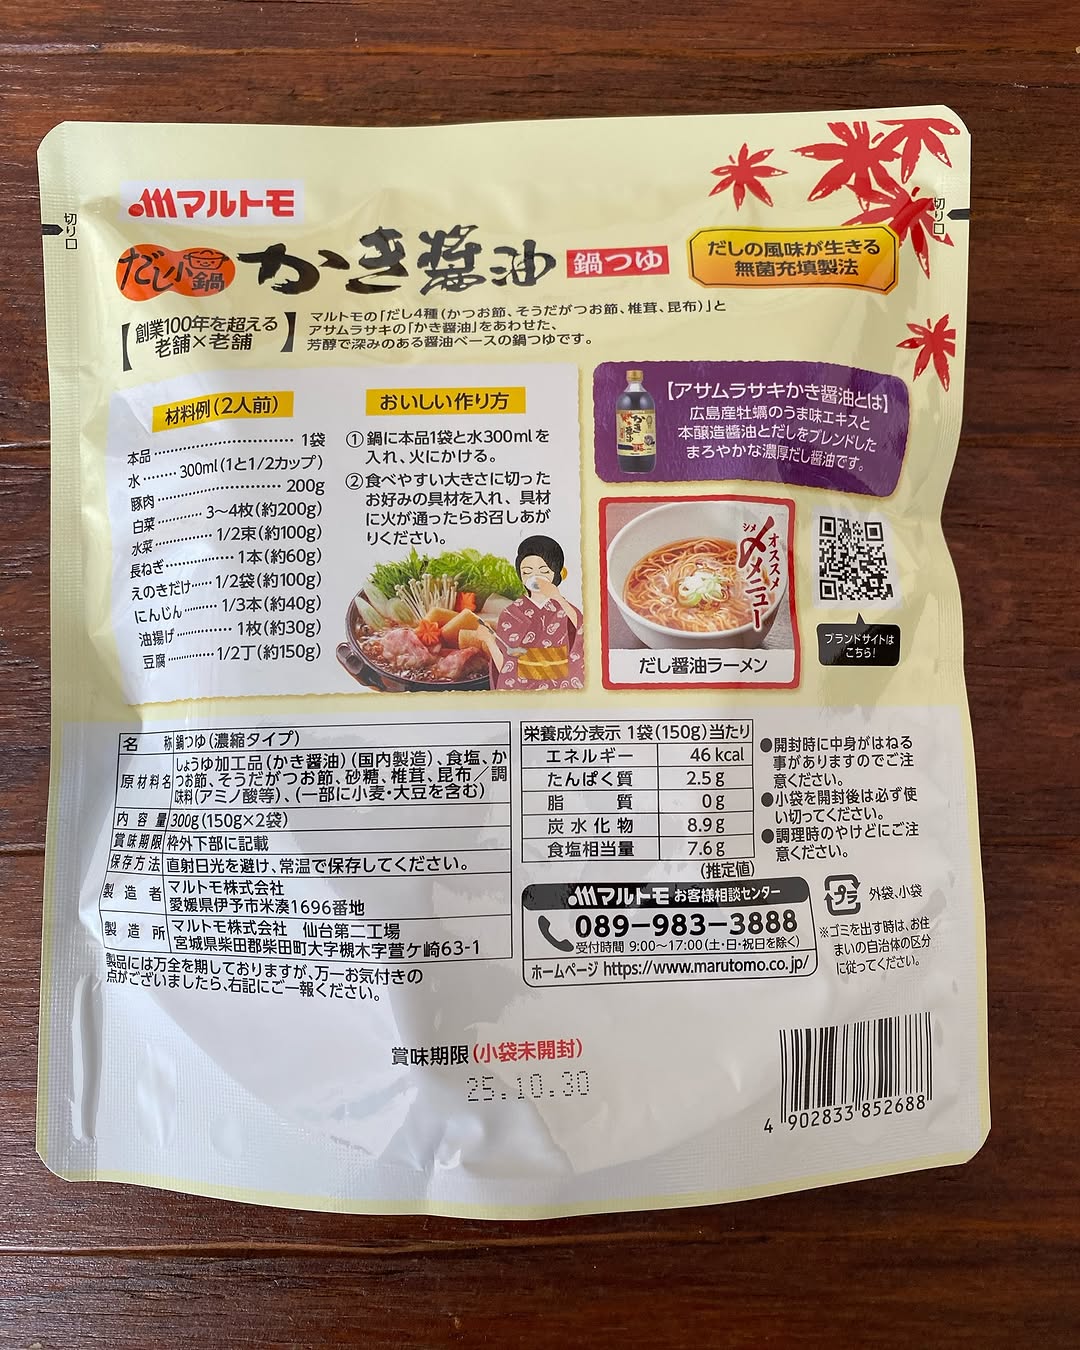 切り口
切り口
マルトモ
だし小鍋 かき醤油 鍋つゆ
だしの風味が生きる
無菌充填製法
【創業100年を超える
老舗×老舗】
マルトモの「だし4種(かつお節、そうだがつお節、椎茸、昆布)」と
アサムラサキの「かき醤油」をあわせた、
芳醇で深みのある醤油ベースの鍋つゆです。
材料例(2人前)
本品 1袋
水 300ml(1と1/2カップ)
豚肉 200g
白菜 3〜4枚(約200g)
水菜 1/2束(約100g)
長ねぎ 1本(約60g)
えのきだけ 1/2袋(約100g)
にんじん 1/3本(約40g)
油揚げ 1枚(約30g)
豆腐 1/2丁(約150g)
おいしい作り方
① 鍋に本品1袋と水300mlを
入れ、火にかける。
② 食べやすい大きさに切った
お好みの具材を入れ、具材
に火が通ったらお召しあが
りください。
【アサムラサキかき醤油とは】
広島産牡蠣のうま味エキスと
本醸造醤油とだしをブレンドした
まろやかな濃厚だし醤油です。
かき醤油
オススメ
〆メニュー
シメ
だし醤油ラーメン
ブランドサイトは
こちら!
名 称 鍋つゆ(濃縮タイプ)
原材料名 しょうゆ加工品(かき醤油)(国内製造)、食塩、か
つお節、そうだがつお節、砂糖、椎茸、昆布/調
味料(アミノ酸等)、(一部に小麦・大豆を含む)
内容量 300g(150g×2袋)
賞味期限 枠外下部に記載
保存方法 直射日光を避け、常温で保存してください。
製造者 マルトモ株式会社
愛媛県伊予市米湊1696番地
製造所 マルトモ株式会社 仙台第二工場
宮城県柴田郡柴田町大字槻木字菅ケ崎63-1
製品には万全を期しておりますが、万一お気付きの
点がございましたら、右記にご一報ください。
栄養成分表示 1袋(150g)当たり
エネルギー 46kcal
たんぱく質 2.5g
脂質 0g
炭水化物 8.9g
食塩相当量 7.6g
(推定値)
●開封時に中身がはねる
事がありますのでご注
意ください。
●小袋を開封後は必ず使
い切ってください。
●調理時のやけどにご注
意ください。
マルトモ お客様相談センター
089-983-3888
受付時間 9:00〜17:00(土・日・祝日を除く)
ホームページ https://www.marutomo.co.jp/
プラ 外袋、小袋
※ゴミを出す時は、お住
まいの自治体の区分
に従ってください。
賞味期限(小袋未開封)
25.10.30
4 902833 852688